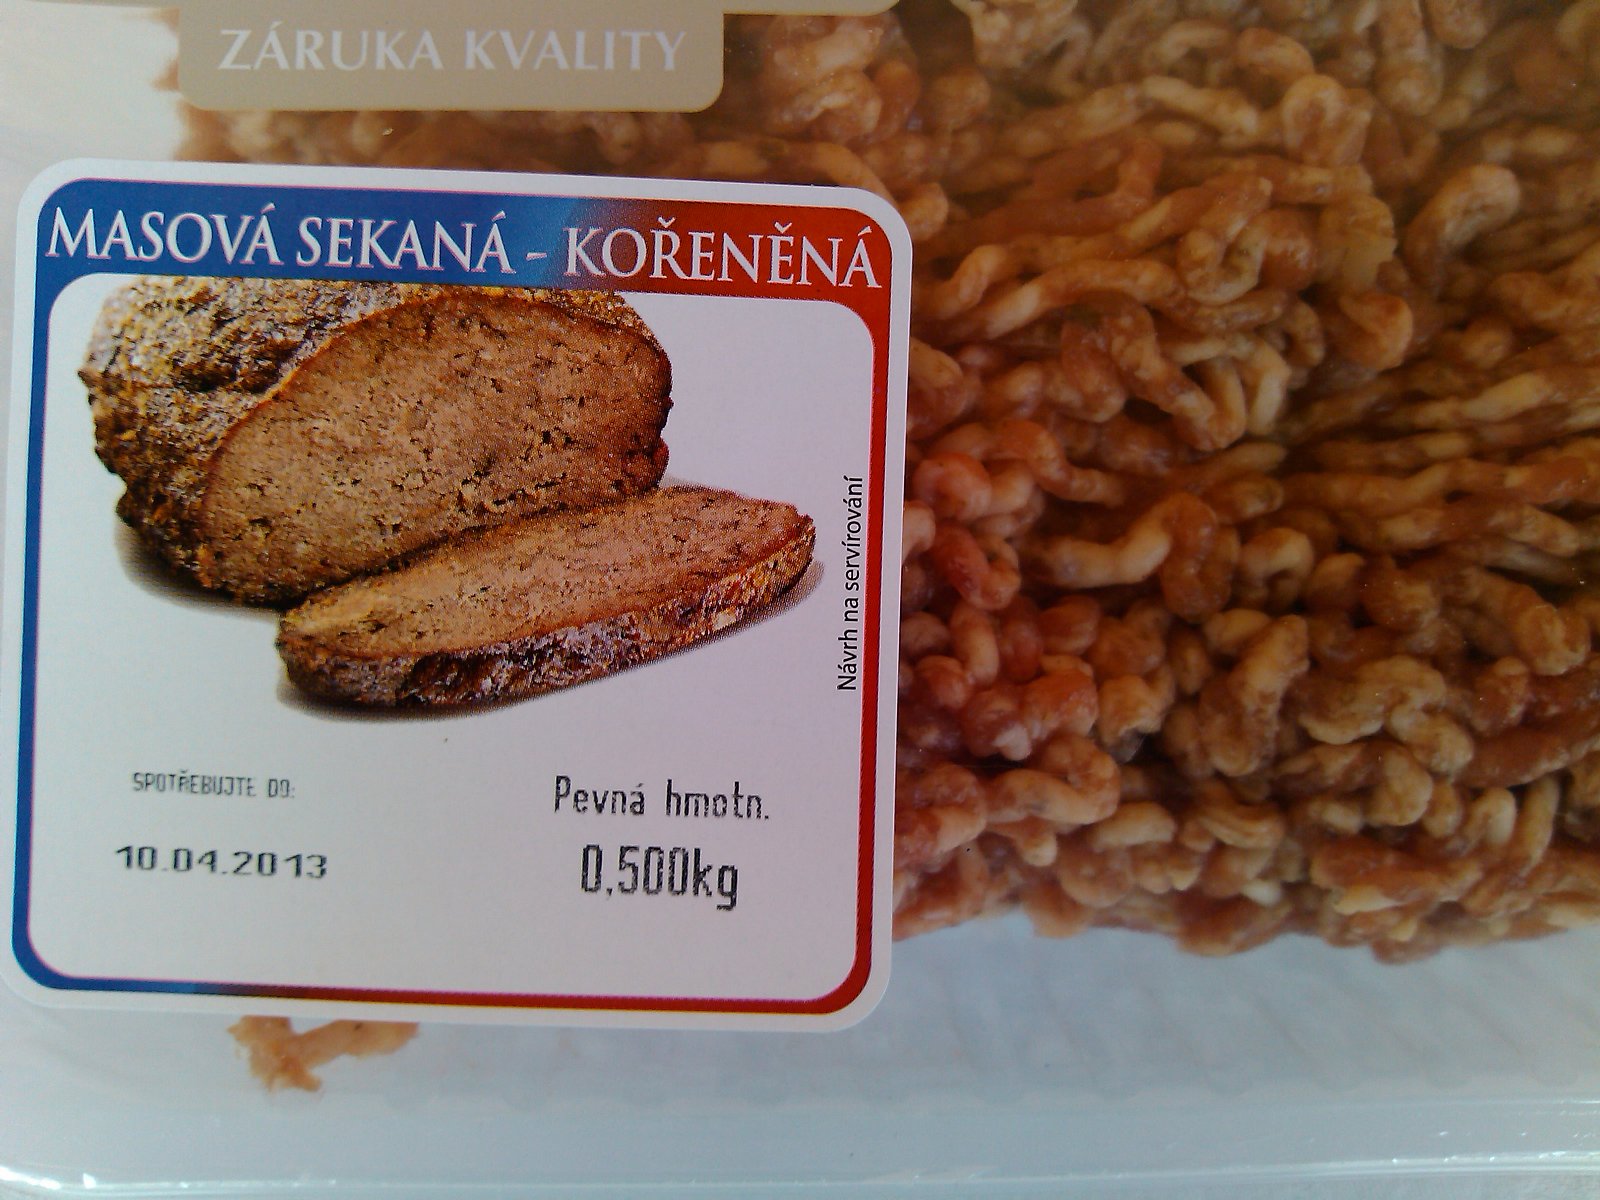 ZÁRUKA KVALITY
MASOVÁ SEKANÁ - KOŘENĚNÁ
Návrh na servírování
SPOTŘEBUJTE DO:
10.04.2013
Pevná hmotn.
0,500kg